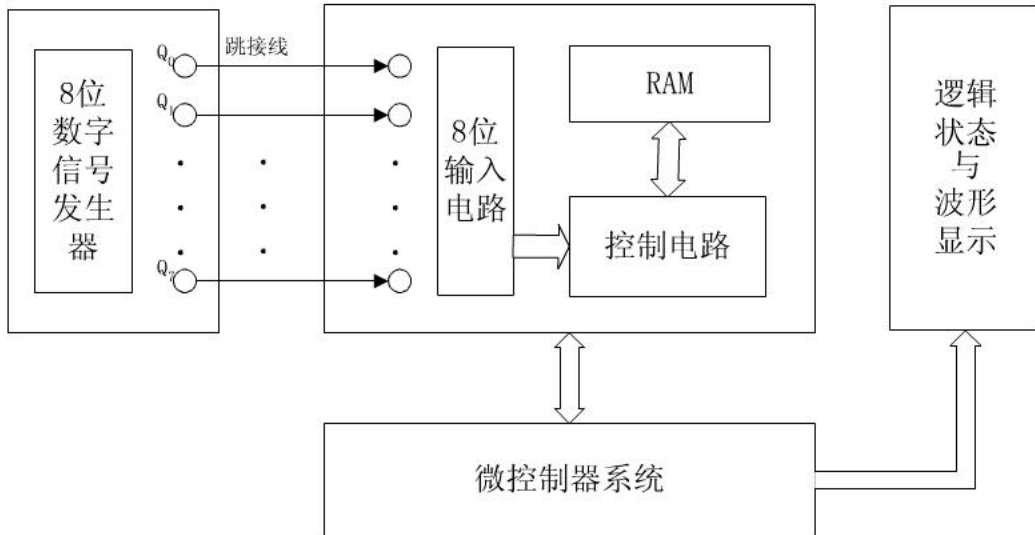 8位
数字
信号
发生
器
Q₀
Q₁
Q₇
跳接线
8位
输入
电路
RAM
控制电路
逻辑
状态
与
波形
显示
微控制器系统